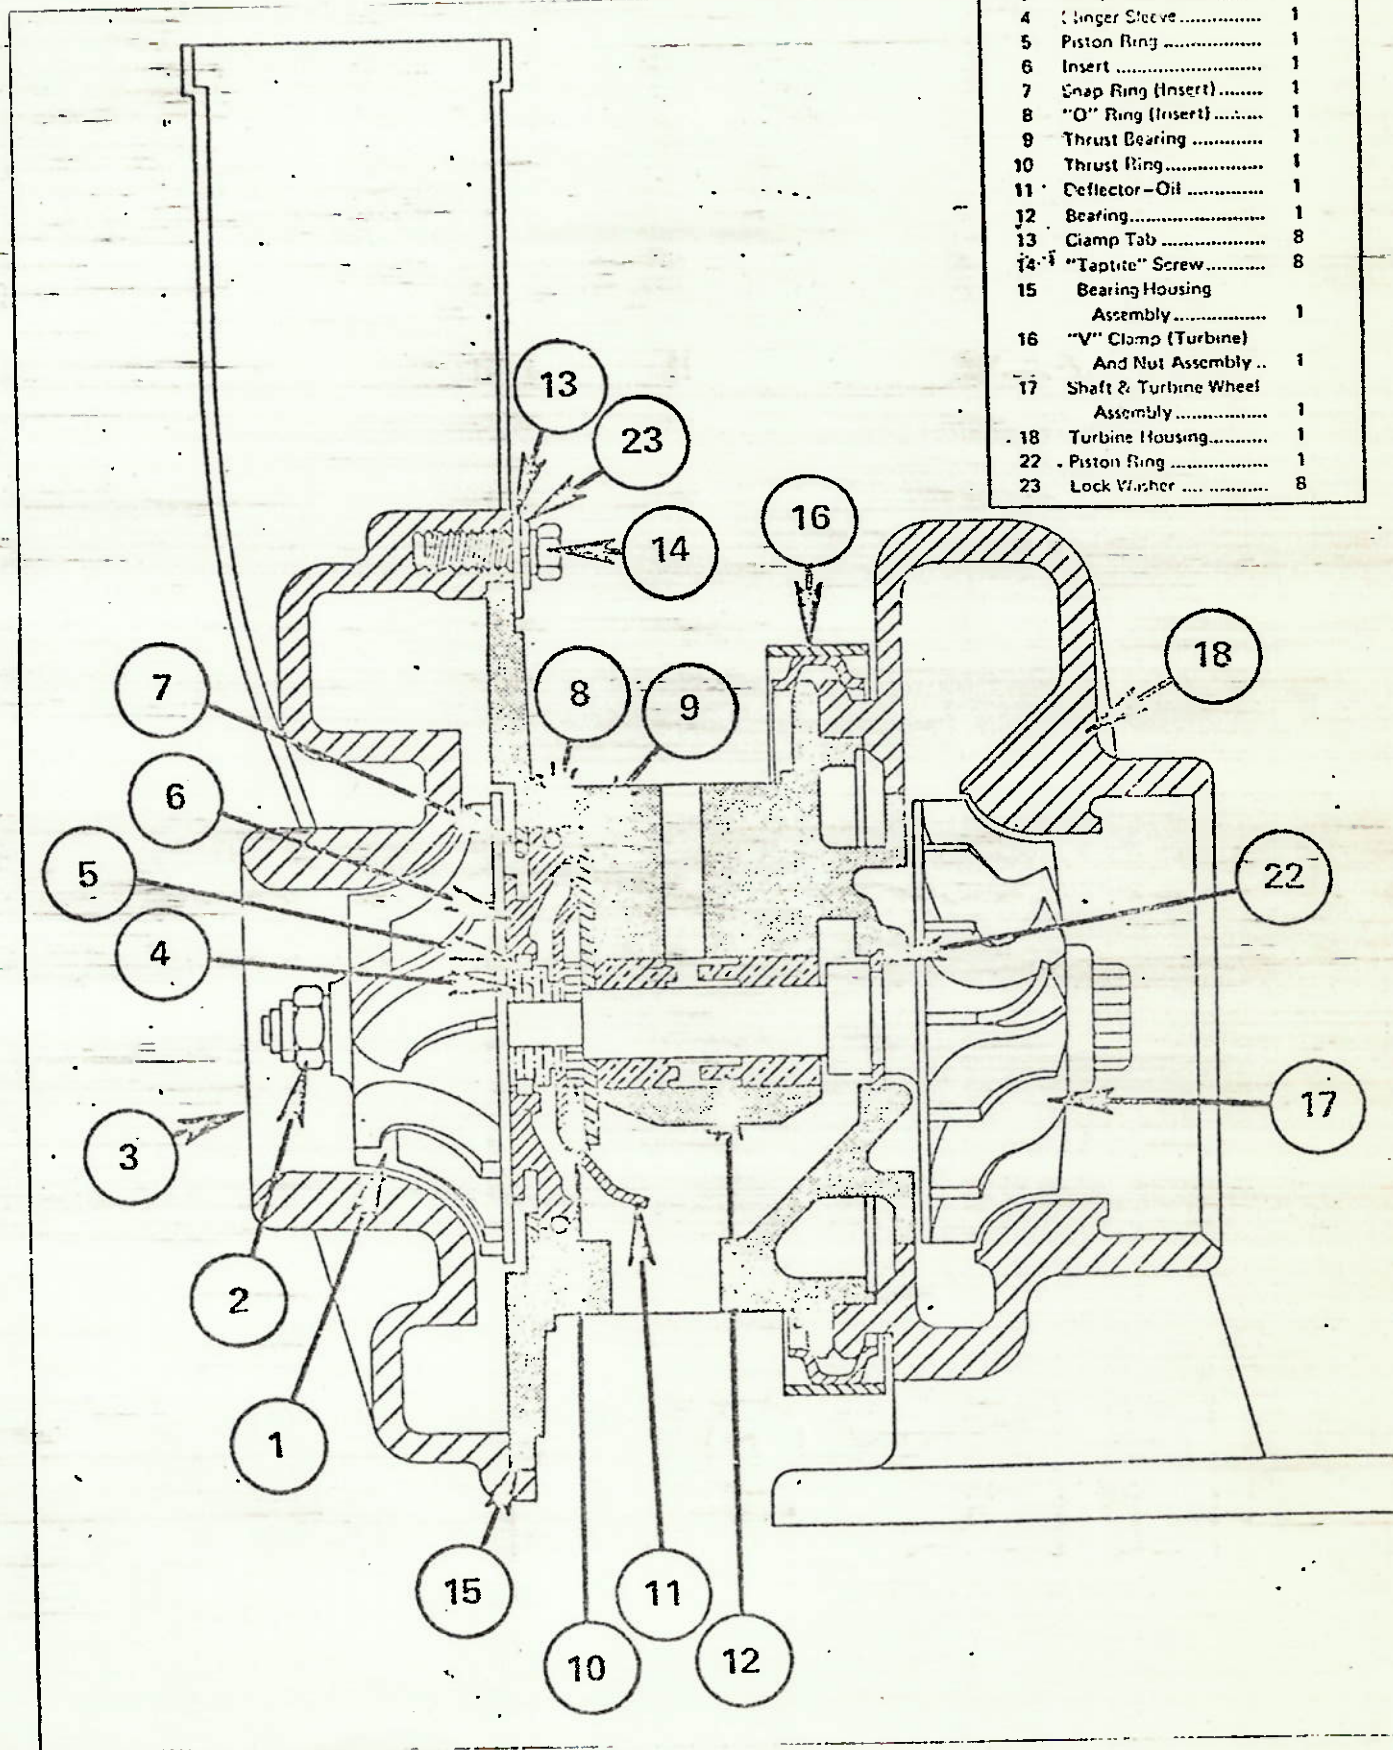 4 Slinger Sleeve............... 1
5 Piston Ring .................. 1
6 Insert .......................... 1
7 Snap Ring (Insert)........ 1
8 "O" Ring (Insert)......... 1
9 Thrust Bearing ............. 1
10 Thrust Ring.................. 1
11 Deflector-Oil .............. 1
12 Bearing......................... 1
13 Clamp Tab ................... 8
14 "Taptite" Screw........... 8
15 Bearing Housing
Assembly................. 1
16 "V" Clamp (Turbine)
And Nut Assembly .. 1
17 Shaft & Turbine Wheel
Assembly................. 1
18 Turbine Housing........... 1
22 Piston Ring .................. 1
23 Lock Washer .... ........... 8
13
23
14
16
18
7
8
9
6
5
4
22
3
17
2
1
15
11
10
12